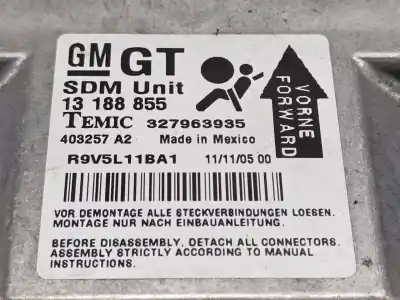 GM GT
SDM Unit
13 188 855
TEMIC 327963935
403257 A2 Made in Mexico
R9V5L11BA1 11/11/05 00
VORNE
FORWARD
VOR DEMONTAGE ALLE STECKVERBINDUNGEN LOESEN.
MONTAGE NUR NACH EINBAUANLEITUNG.
BEFORE DISASSEMBLY, DETACH ALL CONNECTORS.
ASSEMBLY STRICTLY ACCORDING TO MANUAL
INSTRUCTIONS.